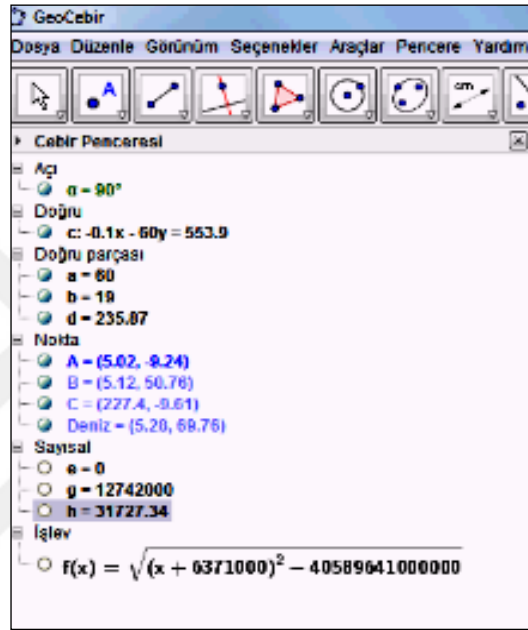 GeoCebir
Dosya Düzenle Görünüm Seçenekler Araçlar Pencere Yardım
A
cm
Cebir Penceresi
Açı
α = 90°
Doğru
c: -0.1x - 60y = 553.9
Doğru parçası
a = 60
b = 19
d = 235.87
Nokta
A = (5.02, -9.24)
B = (5.12, 50.76)
C = (227.4, -9.61)
Deniz = (5.20, 69.76)
Sayısal
e = 0
g = 12742000
h = 31727.34
İşlev
f(x) = √(x + 6371000)² − 40589641000000